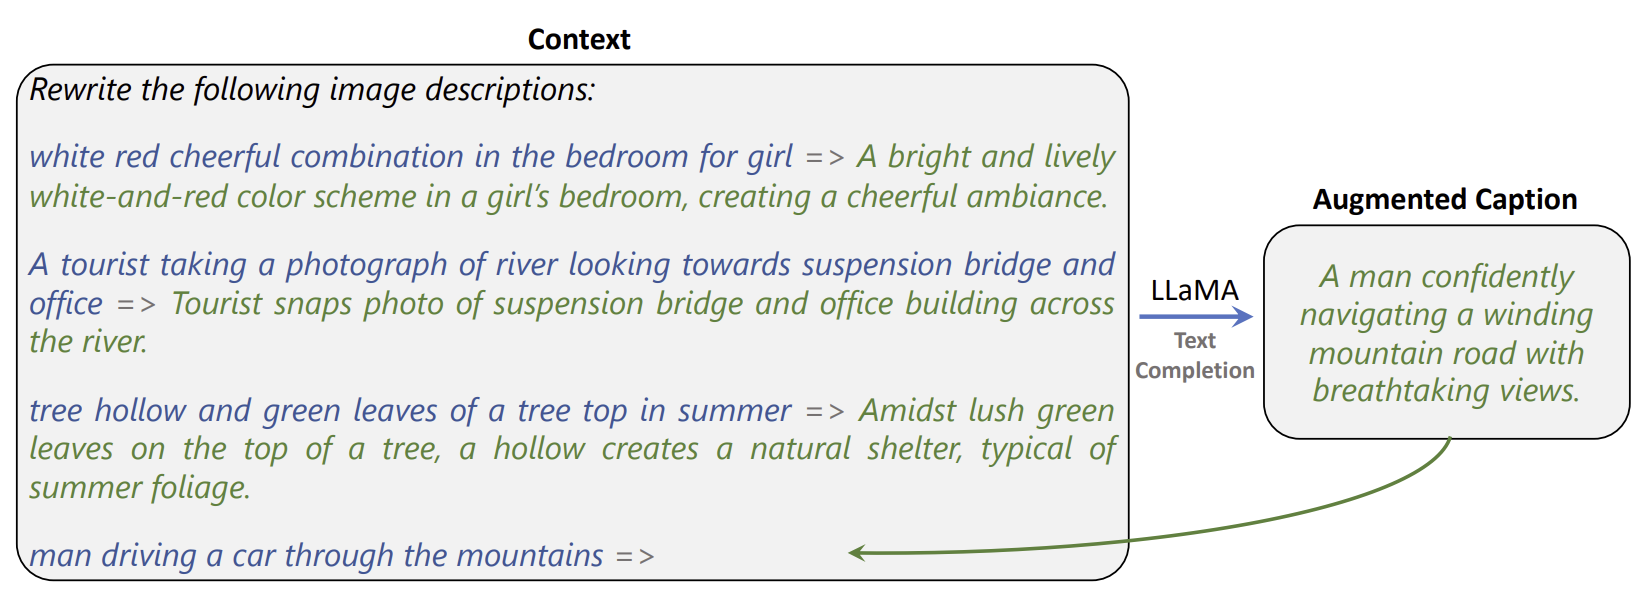 Context
Rewrite the following image descriptions:
white red cheerful combination in the bedroom for girl => A bright and lively
white-and-red color scheme in a girl’s bedroom, creating a cheerful ambiance.
A tourist taking a photograph of river looking towards suspension bridge and
office => Tourist snaps photo of suspension bridge and office building across
the river.
tree hollow and green leaves of a tree top in summer => Amidst lush green
leaves on the top of a tree, a hollow creates a natural shelter, typical of
summer foliage.
man driving a car through the mountains =>
LLaMA
Text
Completion
Augmented Caption
A man confidently
navigating a winding
mountain road with
breathtaking views.